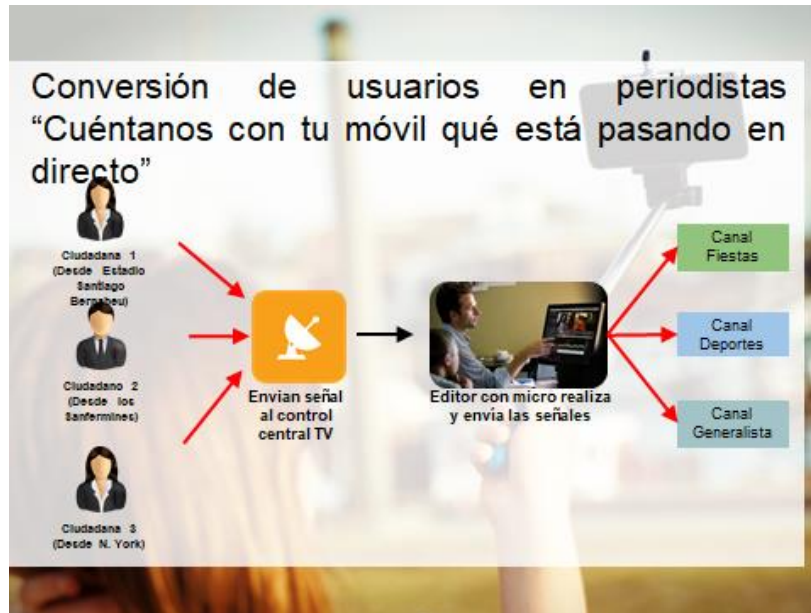 Conversión de usuarios en periodistas
“Cuéntanos con tu móvil qué está pasando en
directo”
Ciudadana 1
(Desde Estadio
Santiago
Bernabeu)
Ciudadano 2
(Desde los
Sanfermines)
Ciudadana 3
(Desde N. York)
Envian señal
al control
central TV
Editor con micro realiza
y envía las señales
Canal
Fiestas
Canal
Deportes
Canal
Generalista